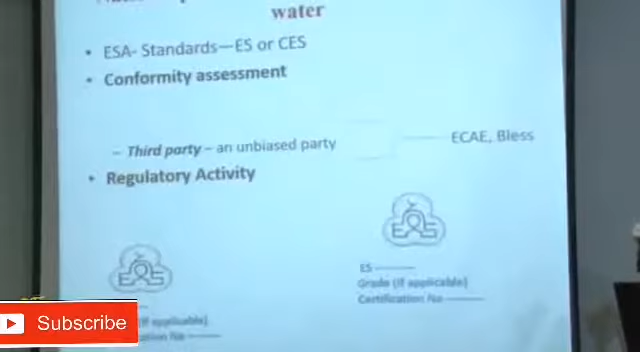 water
• ESA- Standards—ES or CES
• Conformity assessment
– Third party – an unbiased party
ECAE, Bless
• Regulatory Activity
ES
Grade (If applicable)
Certification No
(If applicable)
No
Subscribe